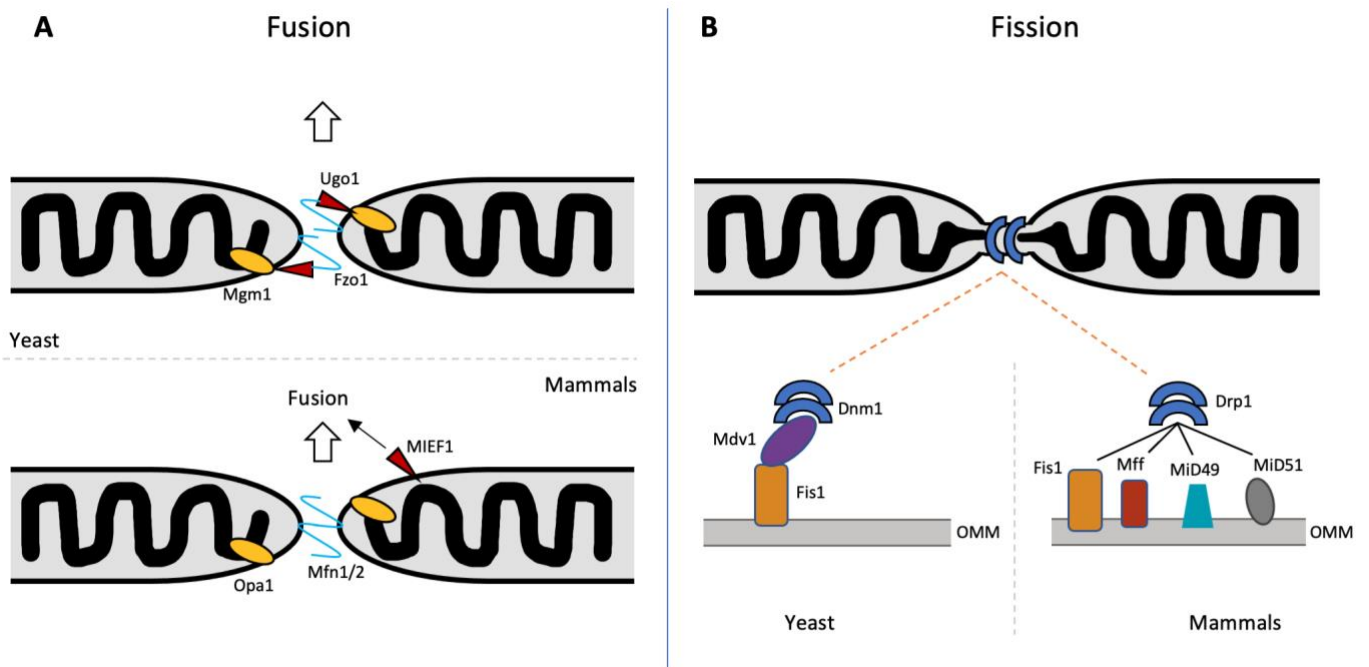 A
Fusion
Ugo1
Mgm1
Fzo1
Yeast
Mammals
Fusion
MIEF1
Opa1
Mfn1/2
B
Fission
Dnm1
Mdv1
Fis1
OMM
Yeast
Drp1
Fis1
Mff
MiD49
MiD51
OMM
Mammals